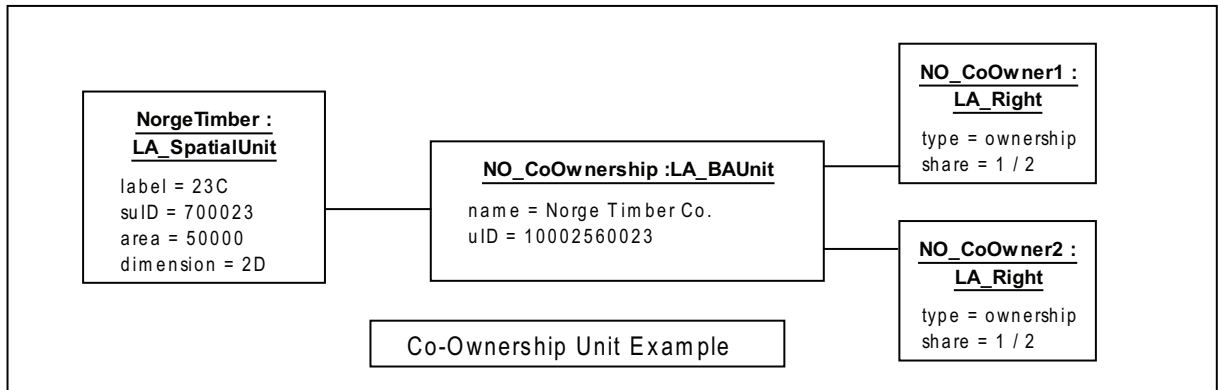 NorgeTimber :
LA_SpatialUnit
label = 23C
suID = 700023
area = 50000
dimension = 2D
NO_CoOwnership :LA_BAUnit
name = Norge Timber Co.
uID = 10002560023
NO_CoOwner1 :
LA_Right
type = ownership
share = 1 / 2
NO_CoOwner2 :
LA_Right
type = ownership
share = 1 / 2
Co-Ownership Unit Example